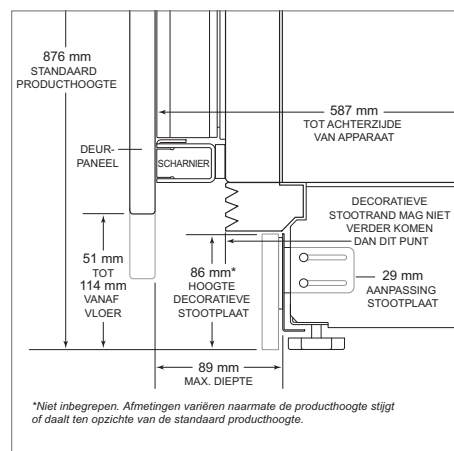 876 mm
STANDAARD
PRODUCTHOOGTE
587 mm
TOT ACHTERZIJDE
VAN APPARAAT
DEUR-
PANEEL
SCHARNIER
DECORATIEVE
STOOTRAND MAG NIET
VERDER KOMEN
DAN DIT PUNT
51 mm
TOT
114 mm
VANAF
VLOER
86 mm*
HOOGTE
DECORATIEVE
STOOTPLAAT
29 mm
AANPASSING
STOOTPLAAT
89 mm
MAX. DIEPTE
*Niet inbegrepen. Afmetingen variëren naarmate de producthoogte stijgt
of daalt ten opzichte van de standaard producthoogte.